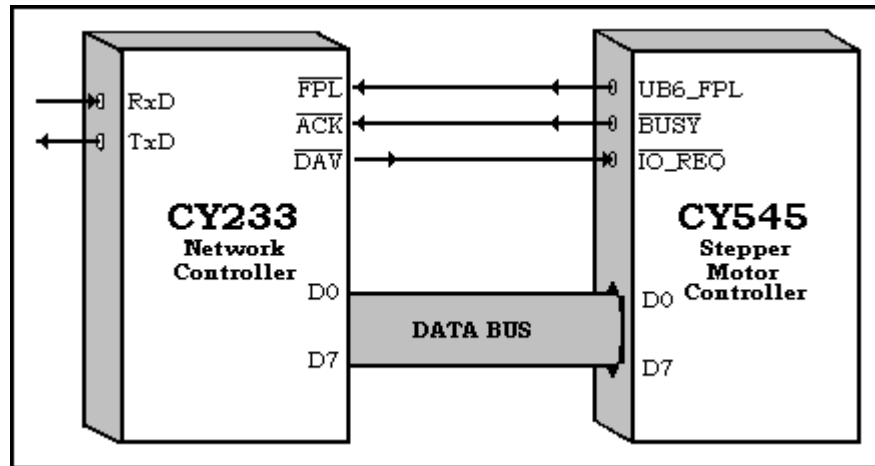 RxD
TxD
FPL
ACK
DAV
CY233
Network
Controller
D0
D7
DATA BUS
UB6_FPL
BUSY
IO_REQ
CY545
Stepper
Motor
Controller
D0
D7